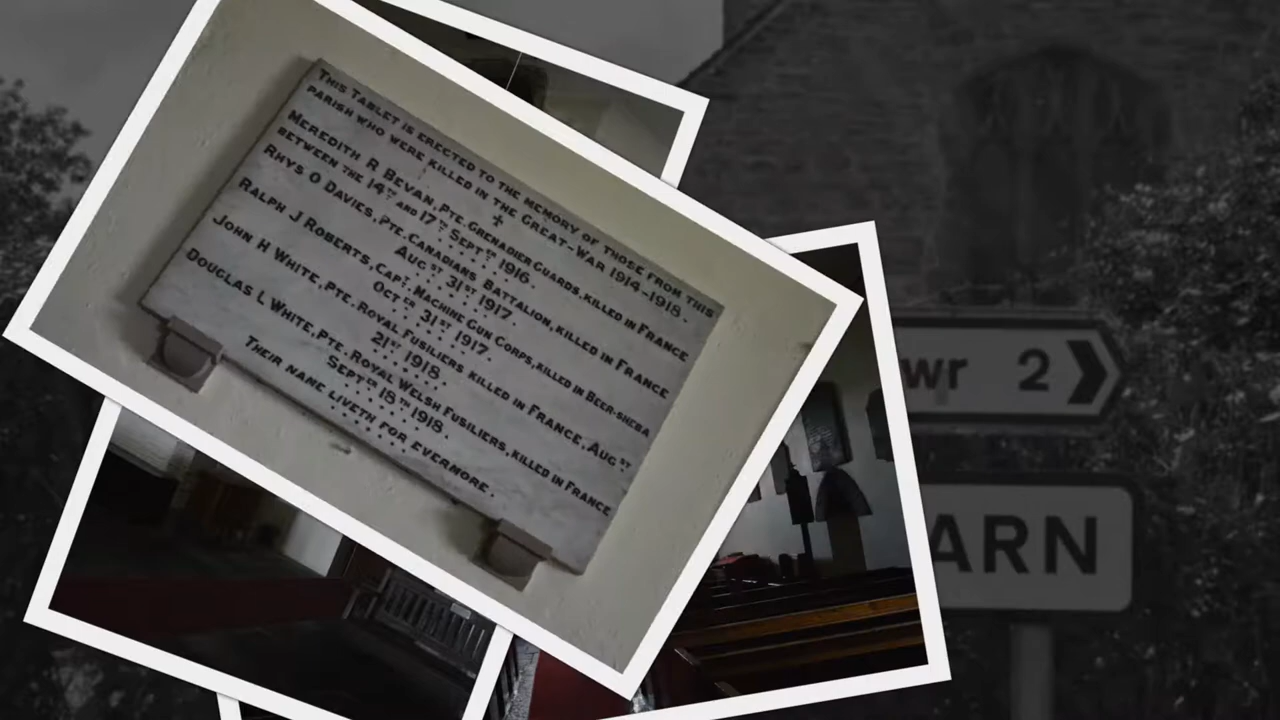 THIS TABLET IS ERECTED TO THE MEMORY OF THOSE FROM THIS
PARISH WHO WERE KILLED IN THE GREAT-WAR 1914-1918.
MEREDITH R BEVAN, PTE. GRENADIER GUARDS, KILLED IN FRANCE
BETWEEN THE 14TH AND 17TH SEPTER 1916.
RHYS O DAVIES, PTE. CANADIANS BATTALION, KILLED IN FRANCE
AUGST 31ST 1917.
RALPH J ROBERTS, CAPT. MACHINE GUN CORPS, KILLED IN BEER-SHEBA
OCTER 31ST 1917.
JOHN H WHITE, PTE. ROYAL FUSILIERS KILLED IN FRANCE, AUGST
21ST 1918.
DOUGLAS L WHITE, PTE. ROYAL WELSH FUSILIERS, KILLED IN FRANCE
SEPTER 18TH 1918.
THEIR NAME LIVETH FOR EVERMORE.
wr 2
ARN